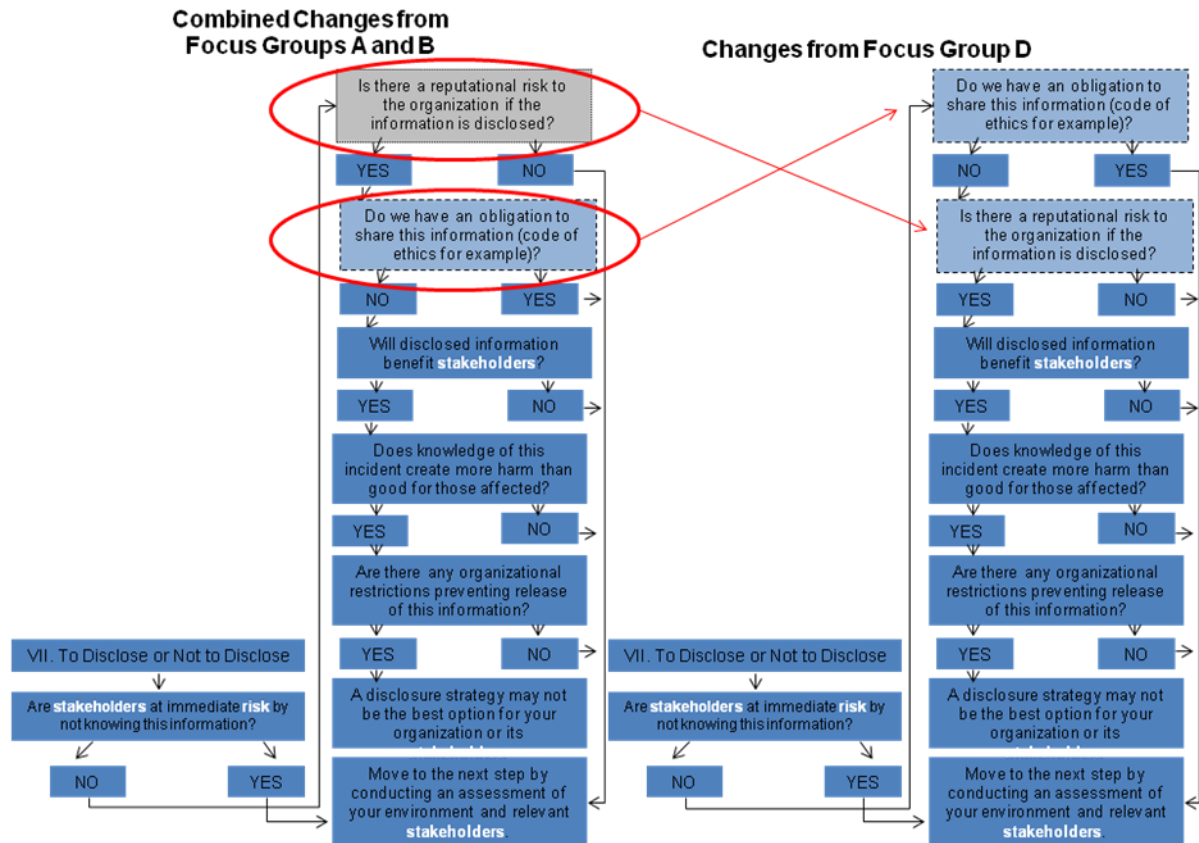 Combined Changes from
Focus Groups A and B
Is there a reputational risk to
the organization if the
information is disclosed?
YES
NO
Do we have an obligation to
share this information (code of
ethics for example)?
NO
YES
Will disclosed information
benefit stakeholders?
YES
NO
Does knowledge of this
incident create more harm than
good for those affected?
YES
NO
Are there any organizational
restrictions preventing release
of this information?
YES
NO
A disclosure strategy may not
be the best option for your
organization or its
Move to the next step by
conducting an assessment of
your environment and relevant
stakeholders.
VII. To Disclose or Not to Disclose
Are stakeholders at immediate risk by
not knowing this information?
NO
YES
Changes from Focus Group D
Do we have an obligation to
share this information (code of
ethics for example)?
NO
YES
Is there a reputational risk to
the organization if the
information is disclosed?
YES
NO
Will disclosed information
benefit stakeholders?
YES
NO
Does knowledge of this
incident create more harm than
good for those affected?
YES
NO
Are there any organizational
restrictions preventing release
of this information?
YES
NO
A disclosure strategy may not
be the best option for your
organization or its
Move to the next step by
conducting an assessment of
your environment and relevant
stakeholders.
VII. To Disclose or Not to Disclose
Are stakeholders at immediate risk by
not knowing this information?
NO
YES